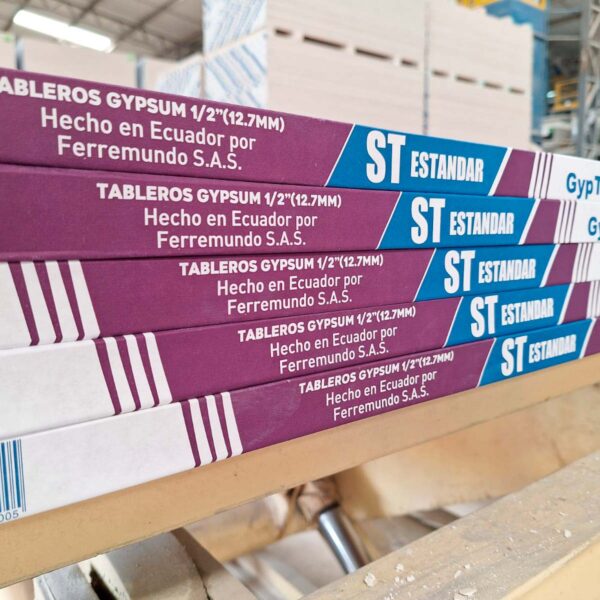 TABLEROS GYPSUM 1/2”(12.7MM)
Hecho en Ecuador por
Ferremundo S.A.S.
ST ESTANDAR
TABLEROS GYPSUM 1/2”(12.7MM)
Hecho en Ecuador por
Ferremundo S.A.S.
ST ESTANDAR
TABLEROS GYPSUM 1/2”(12.7MM)
Hecho en Ecuador por
Ferremundo S.A.S.
ST ESTANDAR
TABLEROS GYPSUM 1/2”(12.7MM)
Hecho en Ecuador por
Ferremundo S.A.S.
ST ESTANDAR
TABLEROS GYPSUM 1/2”(12.7MM)
Hecho en Ecuador por
Ferremundo S.A.S.
ST ESTANDAR